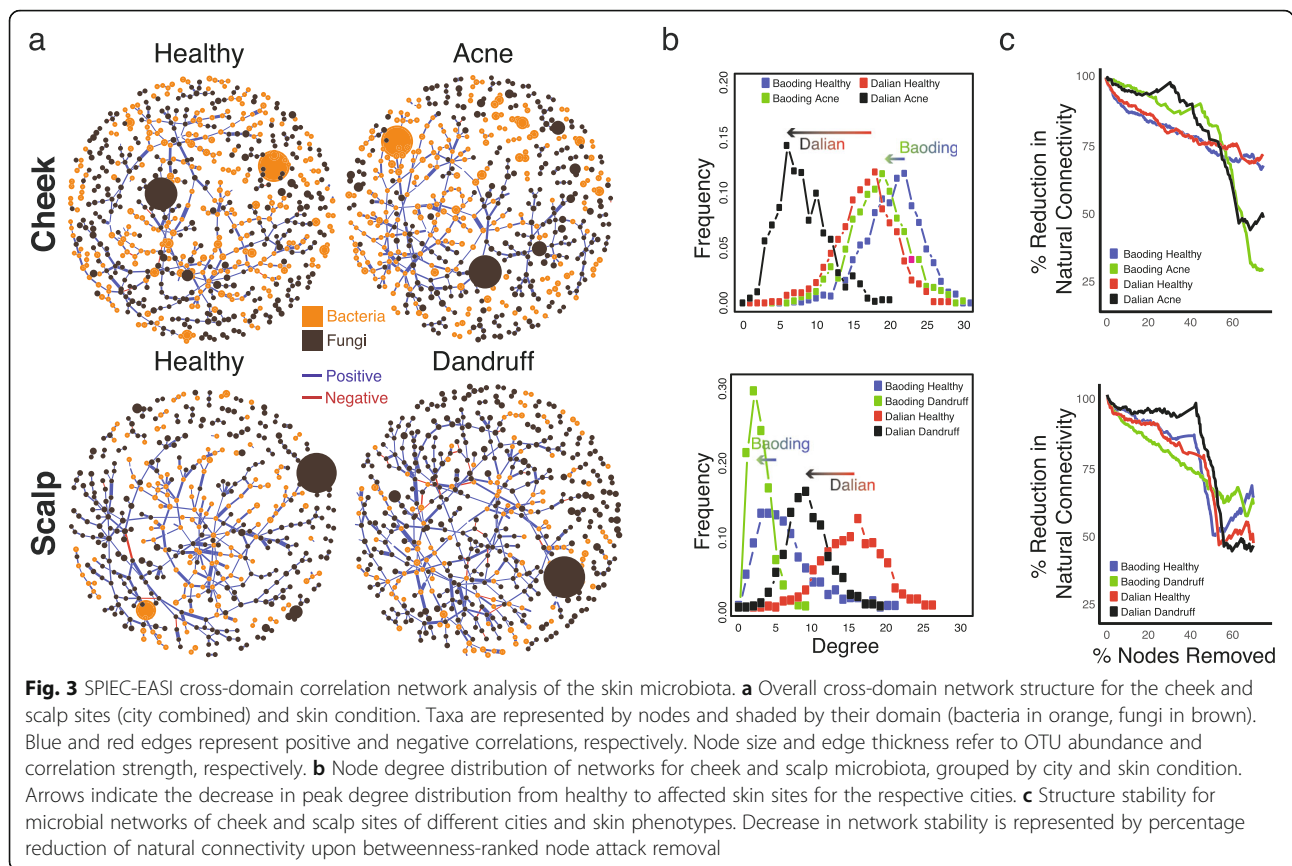 a
Healthy
Acne
Cheek
Bacteria
Fungi
Positive
Negative
Healthy
Dandruff
Scalp
b
0.20
0.15
0.10
0.05
0.00
Frequency
Baoding Healthy
Dalian Healthy
Baoding Acne
Dalian Acne
Dalian
Baoding
0 5 10 15 20 25 30
0.30
0.20
0.10
0.00
Frequency
Baoding Healthy
Baoding Dandruff
Dalian Healthy
Dalian Dandruff
Baoding
Dalian
0 5 10 15 20 25 30
Degree
c
% Reduction in
Natural Connectivity
100
75
50
25
Baoding Healthy
Baoding Acne
Dalian Healthy
Dalian Acne
0 20 40 60
% Reduction in
Natural Connectivity
100
75
50
25
Baoding Healthy
Baoding Dandruff
Dalian Healthy
Dalian Dandruff
0 20 40 60
% Nodes Removed
Fig. 3 SPIEC-EASI cross-domain correlation network analysis of the skin microbiota. a Overall cross-domain network structure for the cheek and
scalp sites (city combined) and skin condition. Taxa are represented by nodes and shaded by their domain (bacteria in orange, fungi in brown).
Blue and red edges represent positive and negative correlations, respectively. Node size and edge thickness refer to OTU abundance and
correlation strength, respectively. b Node degree distribution of networks for cheek and scalp microbiota, grouped by city and skin condition.
Arrows indicate the decrease in peak degree distribution from healthy to affected skin sites for the respective cities. c Structure stability for
microbial networks of cheek and scalp sites of different cities and skin phenotypes. Decrease in network stability is represented by percentage
reduction of natural connectivity upon betweenness-ranked node attack removal